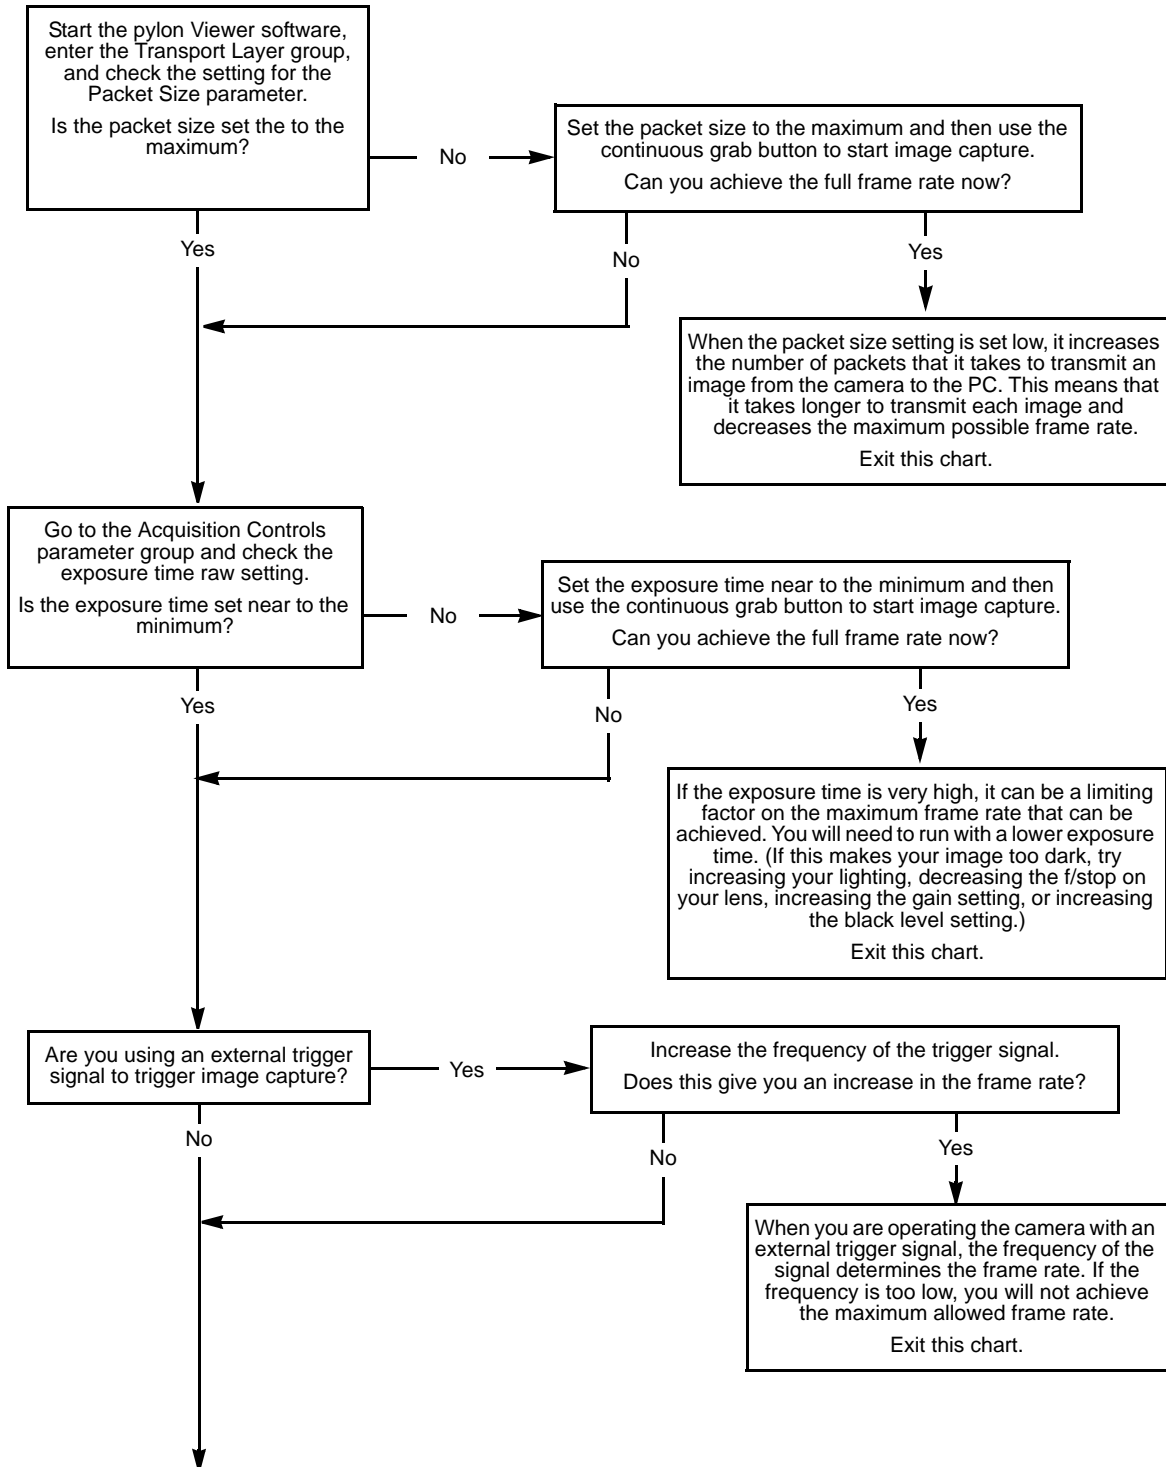 Start the pylon Viewer software,
enter the Transport Layer group,
and check the setting for the
Packet Size parameter.
Is the packet size set the to the
maximum?
No
Set the packet size to the maximum and then use the
continuous grab button to start image capture.
Can you achieve the full frame rate now?
Yes
No
Yes
When the packet size setting is set low, it increases
the number of packets that it takes to transmit an
image from the camera to the PC. This means that
it takes longer to transmit each image and
decreases the maximum possible frame rate.
Exit this chart.
Go to the Acquisition Controls
parameter group and check the
exposure time raw setting.
Is the exposure time set near to the
minimum?
No
Set the exposure time near to the minimum and then
use the continuous grab button to start image capture.
Can you achieve the full frame rate now?
Yes
No
Yes
If the exposure time is very high, it can be a limiting
factor on the maximum frame rate that can be
achieved. You will need to run with a lower exposure
time. (If this makes your image too dark, try
increasing your lighting, decreasing the f/stop on
your lens, increasing the gain setting, or increasing
the black level setting.)
Exit this chart.
Are you using an external trigger
signal to trigger image capture?
Yes
Increase the frequency of the trigger signal.
Does this give you an increase in the frame rate?
No
No
Yes
When you are operating the camera with an
external trigger signal, the frequency of the
signal determines the frame rate. If the
frequency is too low, you will not achieve
the maximum allowed frame rate.
Exit this chart.